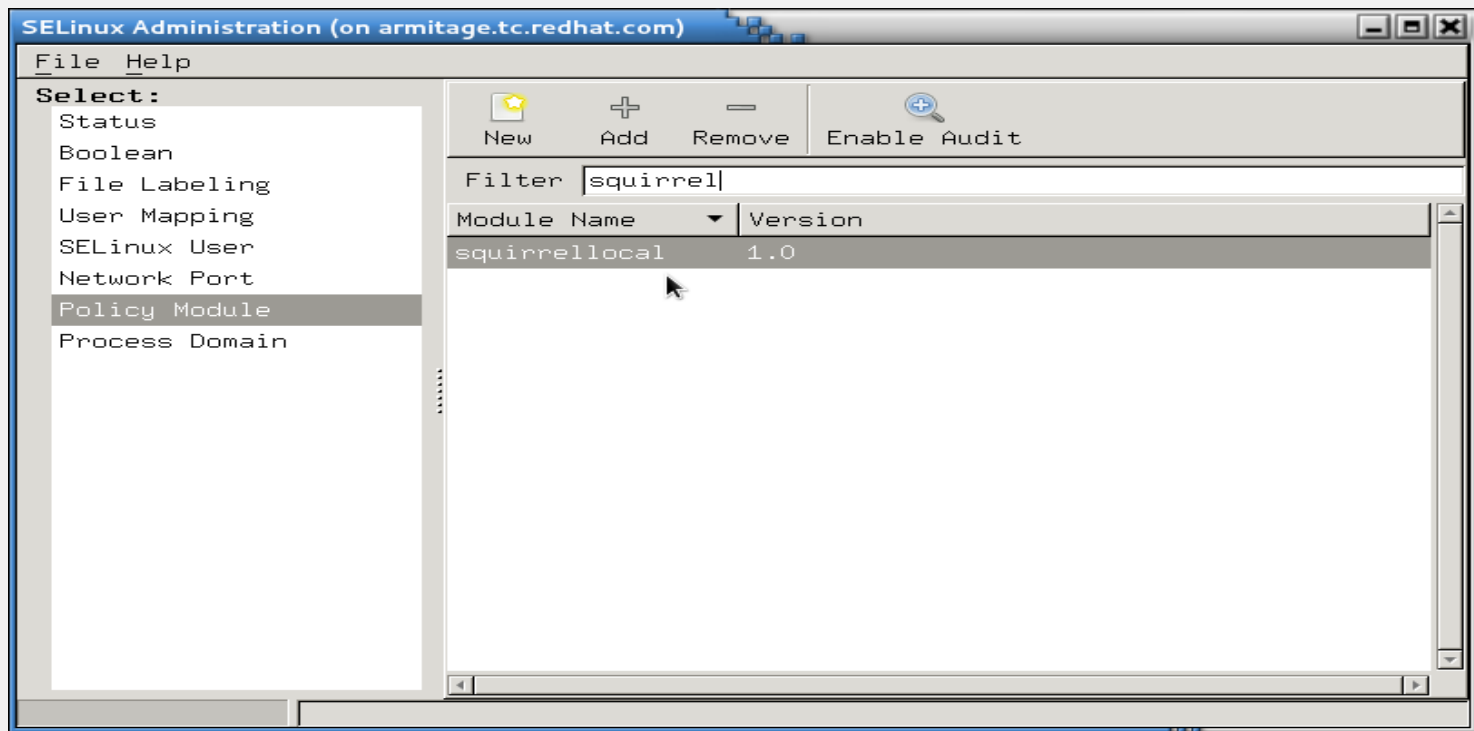 SELinux Administration (on armitage.tc.redhat.com)
File Help
Select:
Status
Boolean
File Labeling
User Mapping
SELinux User
Network Port
Policy Module
Process Domain
New Add Remove Enable Audit
Filter squirrel
Module Name Version
squirrellocal 1.0